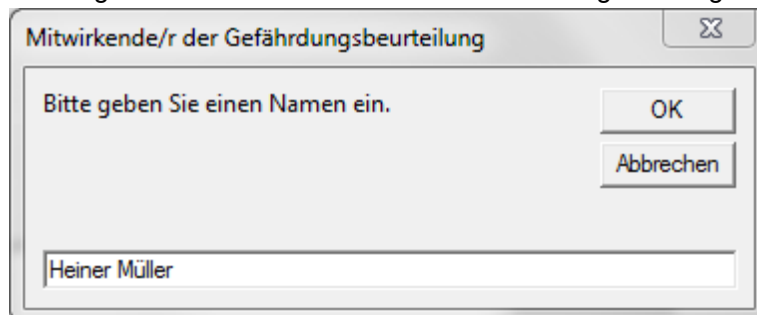 Mitwirkende/r der Gefährdungsbeurteilung
Bitte geben Sie einen Namen ein.
OK
Abbrechen
Heiner Müller